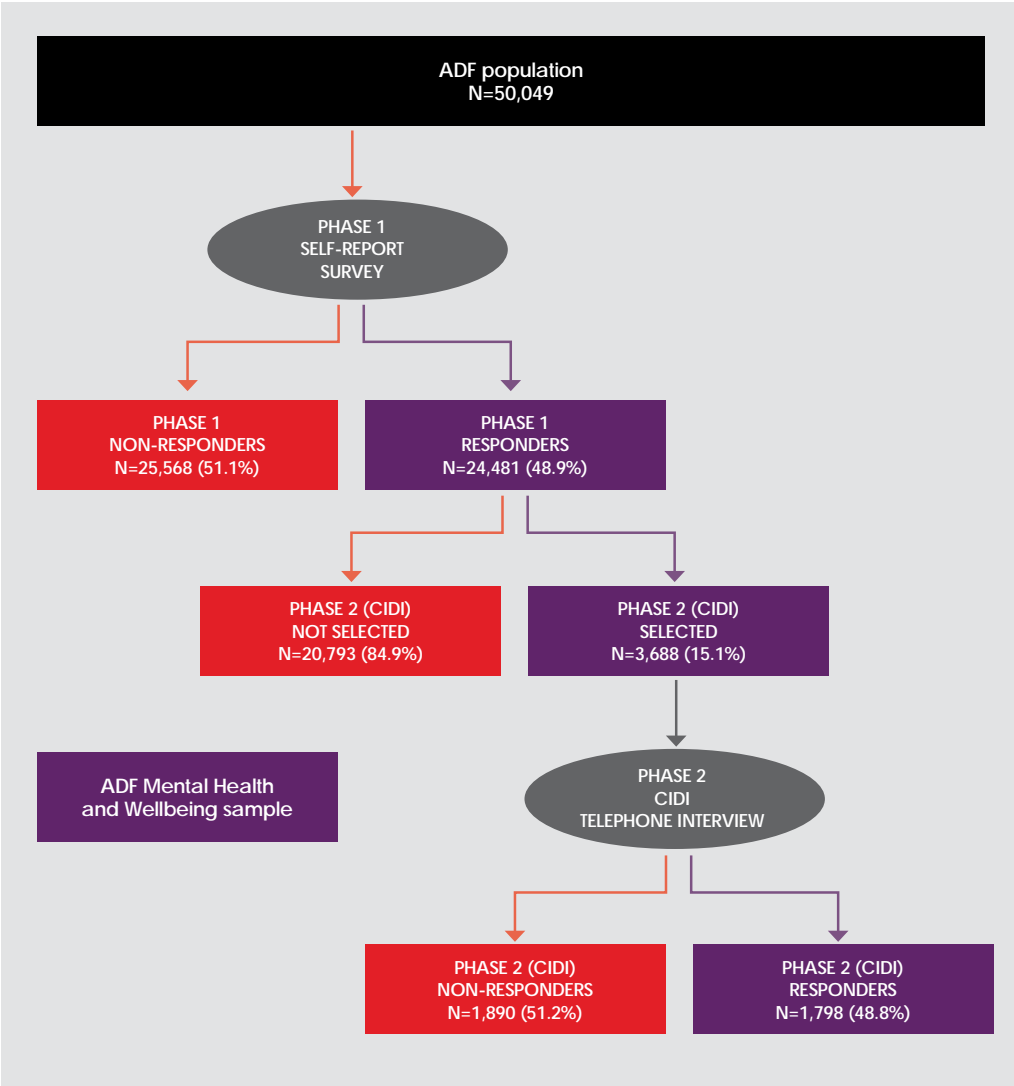 ADF population
N=50,049
PHASE 1
SELF-REPORT
SURVEY
PHASE 1
NON-RESPONDERS
N=25,568 (51.1%)
PHASE 1
RESPONDERS
N=24,481 (48.9%)
PHASE 2 (CIDI)
NOT SELECTED
N=20,793 (84.9%)
PHASE 2 (CIDI)
SELECTED
N=3,688 (15.1%)
ADF Mental Health
and Wellbeing sample
PHASE 2
CIDI
TELEPHONE INTERVIEW
PHASE 2 (CIDI)
NON-RESPONDERS
N=1,890 (51.2%)
PHASE 2 (CIDI)
RESPONDERS
N=1,798 (48.8%)